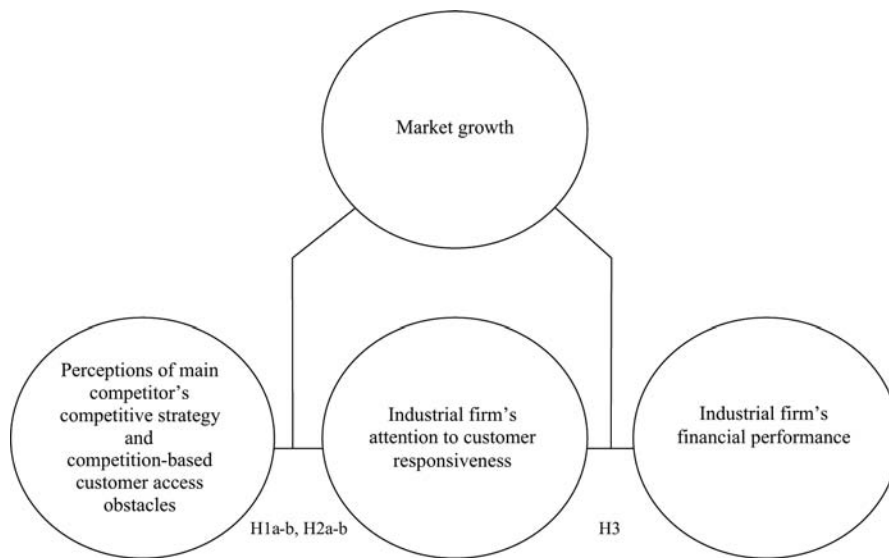 Market growth
Perceptions of main
competitor's
competitive strategy
and
competition-based
customer access
obstacles
Industrial firm's
attention to customer
responsiveness
Industrial firm's
financial performance
H1a-b, H2a-b
H3